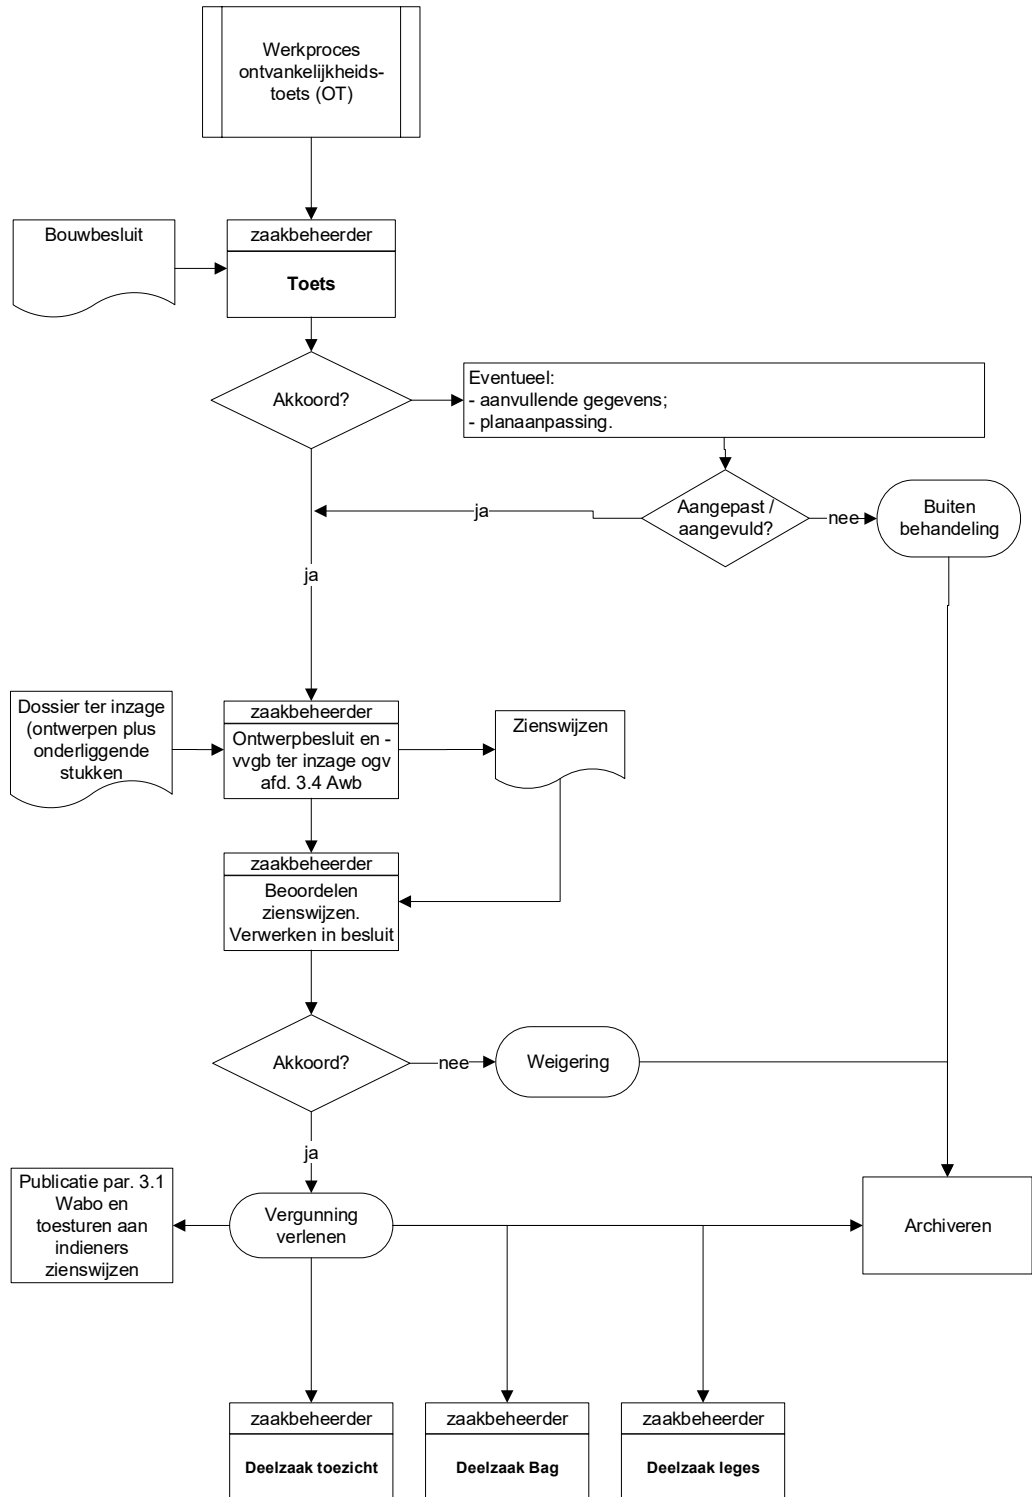 Werkproces
ontvankelijkheids-
toets (OT)
Bouwbesluit
zaakbeheerder
Toets
Akkoord?
Eventueel:
- aanvullende gegevens;
- planaanpassing.
ja
Aangepast /
aangevuld?
nee
Buiten
behandeling
ja
Dossier ter inzage
(ontwerpen plus
onderliggende
stukken
zaakbeheerder
Ontwerpbesluit en -
vvgb ter inzage ogv
afd. 3.4 Awb
Zienswijzen
zaakbeheerder
Beoordelen
zienswijzen.
Verwerken in besluit
Akkoord?
nee
Weigering
ja
Publicatie par. 3.1
Wabo en
toesturen aan
indieners
zienswijzen
Vergunning
verlenen
Archiveren
zaakbeheerder
Deelzaak toezicht
zaakbeheerder
Deelzaak Bag
zaakbeheerder
Deelzaak leges